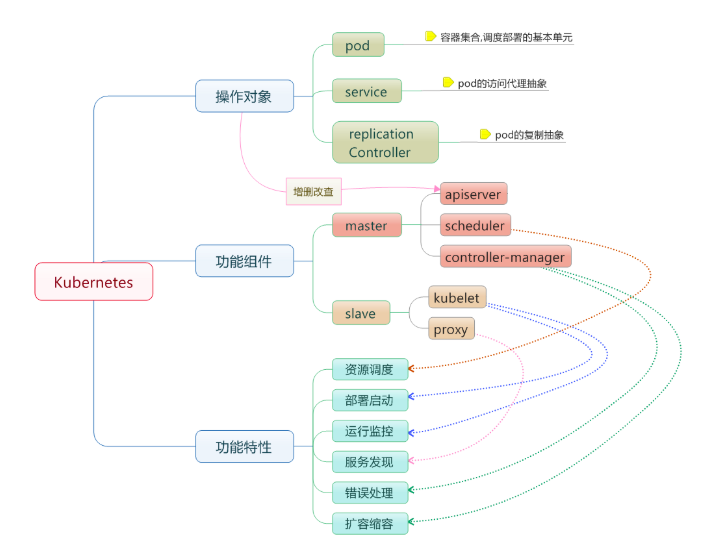 Kubernetes
操作对象
pod
容器集合,调度部署的基本单元
service
pod的访问代理抽象
replication
Controller
pod的复制抽象
增删改查
功能组件
master
apiserver
scheduler
controller-manager
slave
kubelet
proxy
功能特性
资源调度
部署启动
运行监控
服务发现
错误处理
扩容缩容